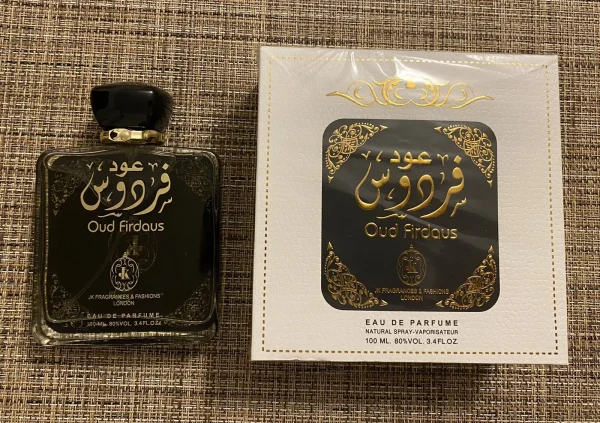 عود
فردوس
Oud Firdaus
JK FRAGRANCES & FASHIONS
LONDON
EAU DE PARFUME
100 ML. 80%VOL. 3.4FL.OZ.
عود
فردوس
Oud Firdaus
JK FRAGRANCES & FASHIONS
LONDON
EAU DE PARFUME
NATURAL SPRAY-VAPORISATEUR
100 ML. 80%VOL. 3.4FL.OZ.